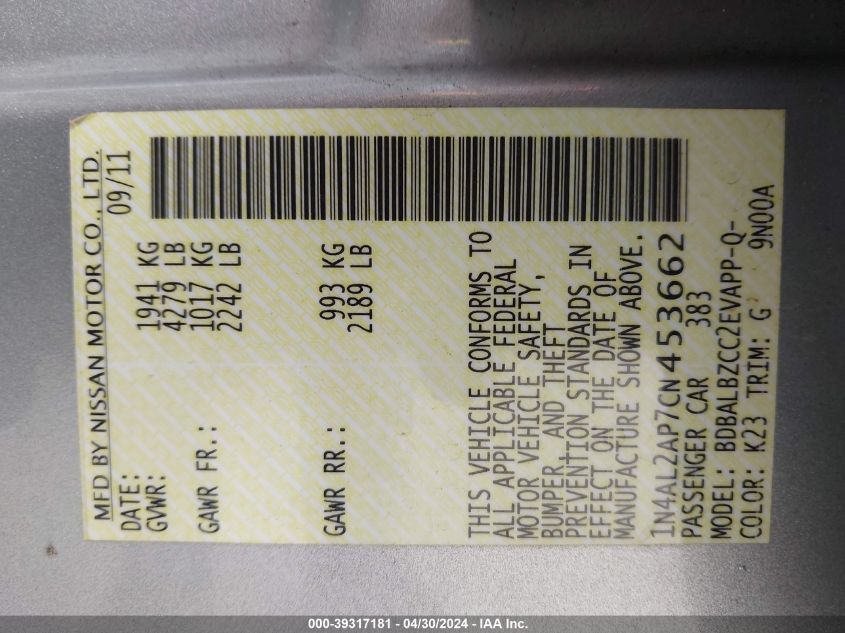 MFD BY NISSAN MOTOR CO., LTD.
DATE: 09/11
GVWR: 1941 KG
4279 LB
GAWR FR.: 1017 KG
2242 LB
GAWR RR.: 993 KG
2189 LB
THIS VEHICLE CONFORMS TO
ALL APPLICABLE FEDERAL
MOTOR VEHICLE SAFETY,
BUMPER, AND THEFT
PREVENTION STANDARDS IN
EFFECT ON THE DATE OF
MANUFACTURE SHOWN ABOVE.
1N4AL2AP7CN453662
PASSENGER CAR 383
MODEL: BDBALBZCC2EVAPP-Q-
COLOR: K23 TRIM: G 9N00A
000-39317181 - 04/30/2024 - IAA Inc.